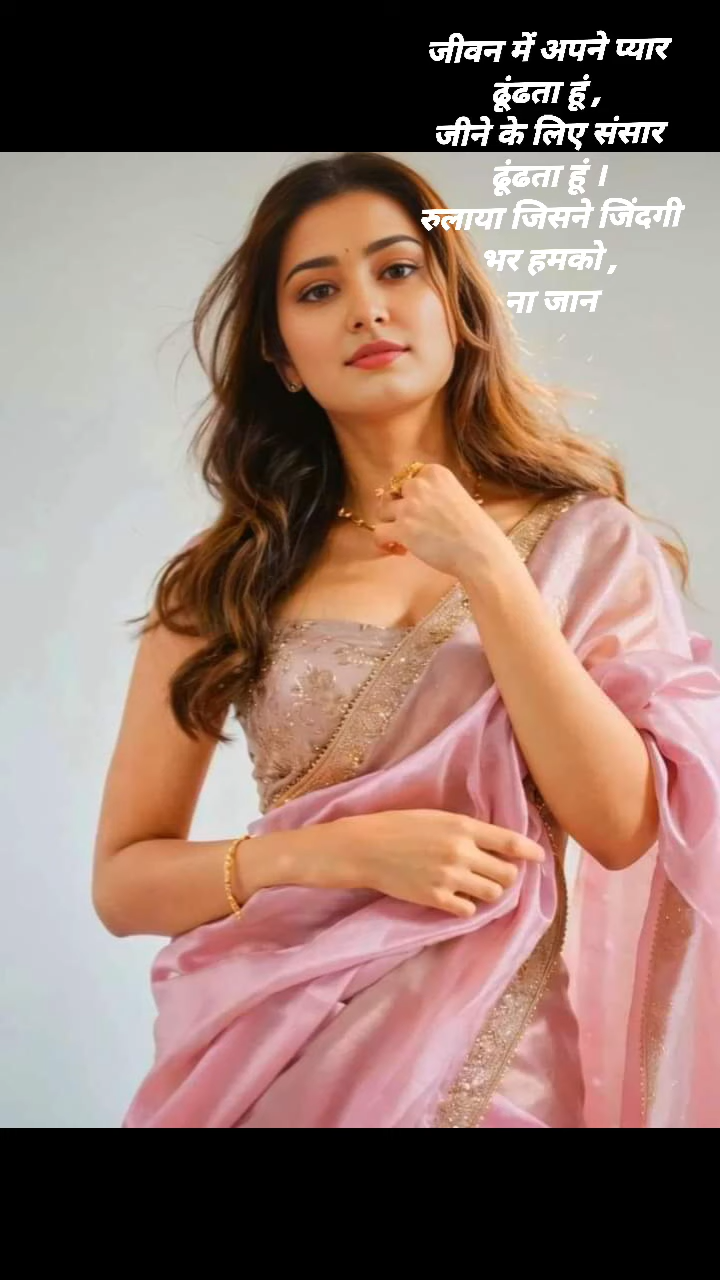 जीवन में अपने प्यार
ढूंढता हूं ,
जीने के लिए संसार
ढूंढता हूं ।
रुलाया जिसने जिंदगी
भर हमको ,
ना जान